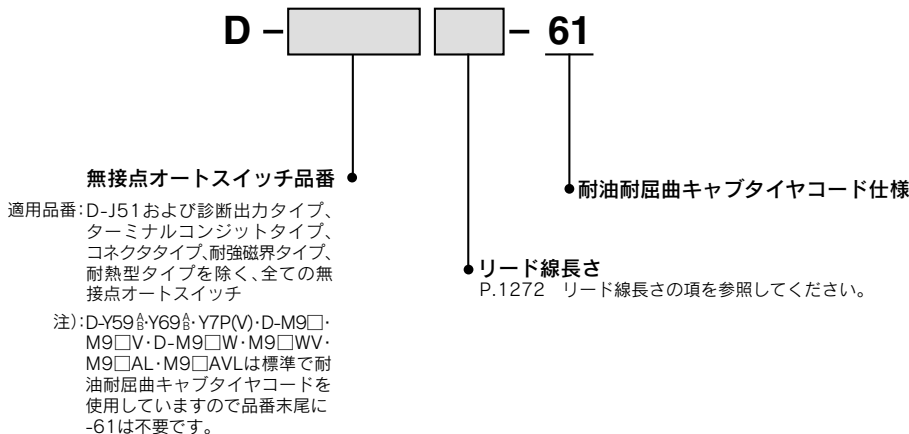 D – – 61
無接点オートスイッチ品番
適用品番:D-J51および診断出力タイプ、
ターミナルコンジットタイプ、
コネクタタイプ、耐強磁界タイプ、
耐熱型タイプを除く、全ての無
接点オートスイッチ
注):D-Y59A/B・Y69A/B・Y7P(V)・D-M9□・
M9□V・D-M9□W・M9□WV・
M9□AL・M9□AVLは標準で耐
油耐屈曲キャブタイヤコードを
使用していますので品番末尾に
-61は不要です。
リード線長さ
P.1272 リード線長さの項を参照してください。
耐油耐屈曲キャブタイヤコード仕様